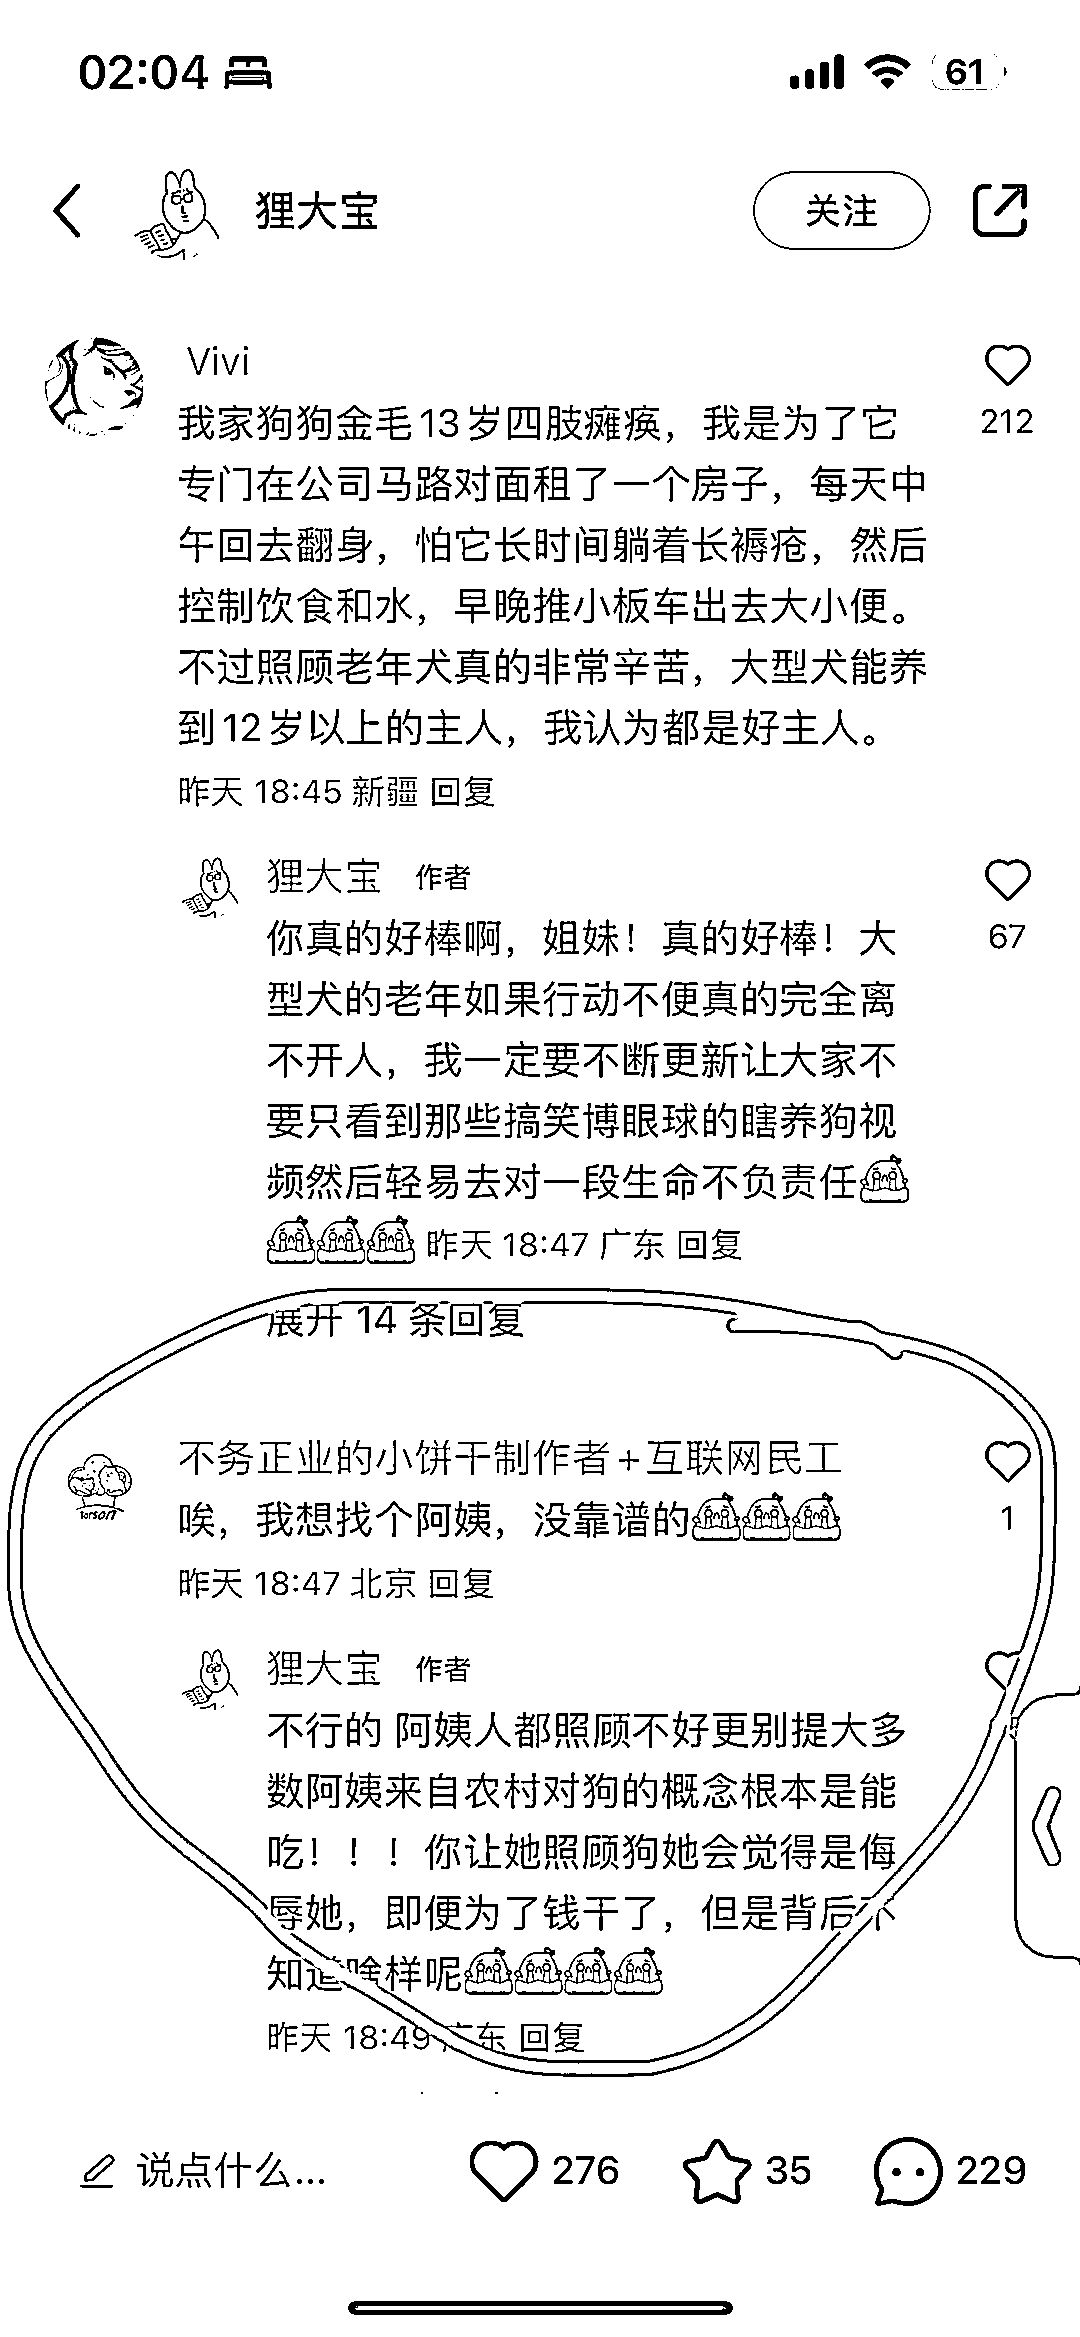 02:04
61
狸大宝
关注
Vivi
我家狗狗金毛13岁四肢瘫痪，我是为了它
212
专门在公司马路对面租了一个房子，每天中
午回去翻身，怕它长时间躺着长褥疮，然后
控制饮食和水，早晚推小板车出去大小便。
不过照顾老年犬真的非常辛苦，大型犬能养
到12岁以上的主人，我认为都是好主人。
昨天 18:45 新疆 回复
狸大宝 作者
你真的好棒啊，姐妹！真的好棒！大
67
型犬的老年如果行动不便真的完全离
不开人，我一定要不断更新让大家不
要只看到那些搞笑博眼球的瞎养狗视
频然后轻易去对一段生命不负责任
昨天 18:47 广东 回复
展开 14 条回复
不务正业的小饼干制作者+互联网民工
唉，我想找个阿姨，没靠谱的
1
昨天 18:47 北京 回复
狸大宝 作者
不行的 阿姨人都照顾不好更别提大多
数阿姨来自农村对狗的概念根本是能
吃！！！你让她照顾狗她会觉得是侮
辱她，即便为了钱干了，但是背后不
知道啥样呢
昨天 18:49 广东 回复
说点什么...
276
35
229